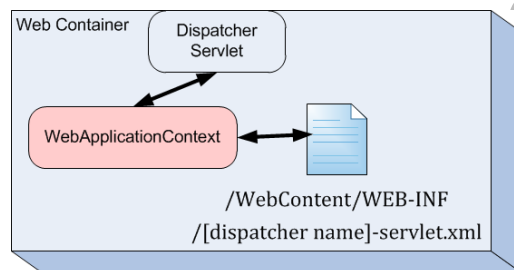 Web Container
Dispatcher
Servlet
WebApplicationContext
/WebContent/WEB-INF
/[dispatcher name]-servlet.xml